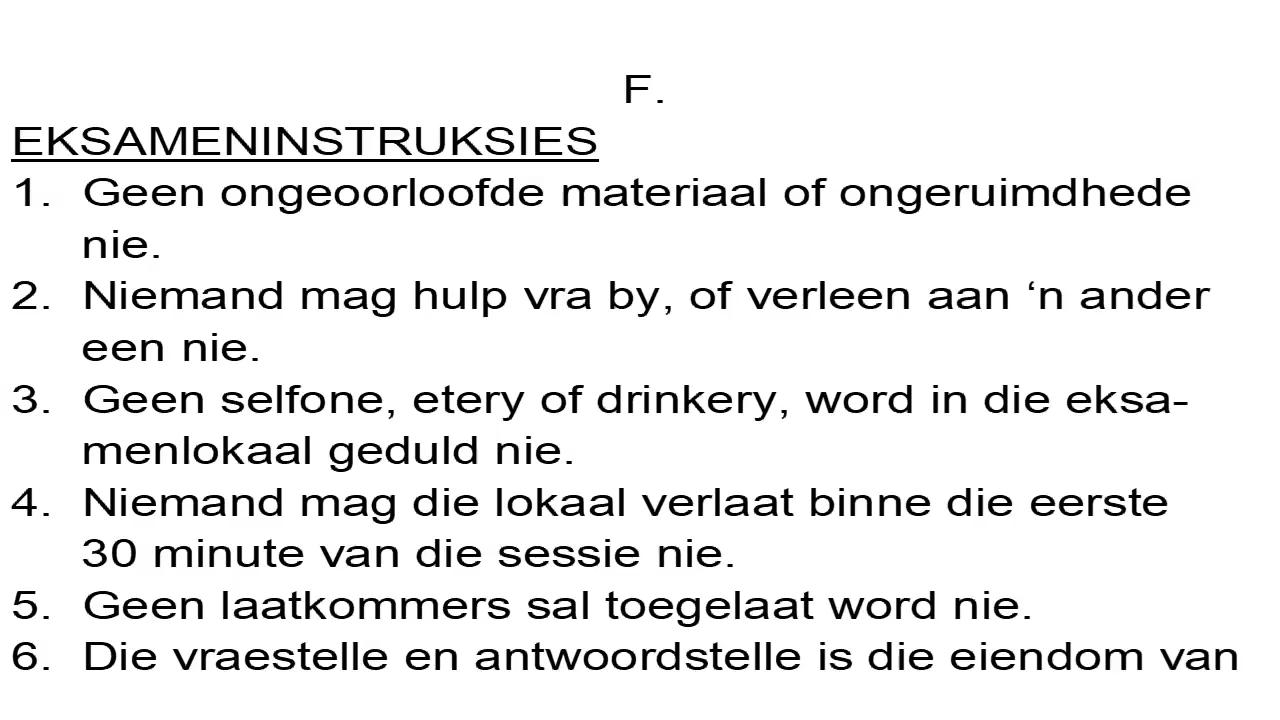 F.
EKSAMENINSTRUKSIES
1. Geen ongeoorloofde materiaal of ongeruimdhede
nie.
2. Niemand mag hulp vra by, of verleen aan ‘n ander
een nie.
3. Geen selfone, etery of drinkery, word in die eksa-
menlokaal geduld nie.
4. Niemand mag die lokaal verlaat binne die eerste
30 minute van die sessie nie.
5. Geen laatkommers sal toegelaat word nie.
6. Die vraestelle en antwoordstelle is die eiendom van